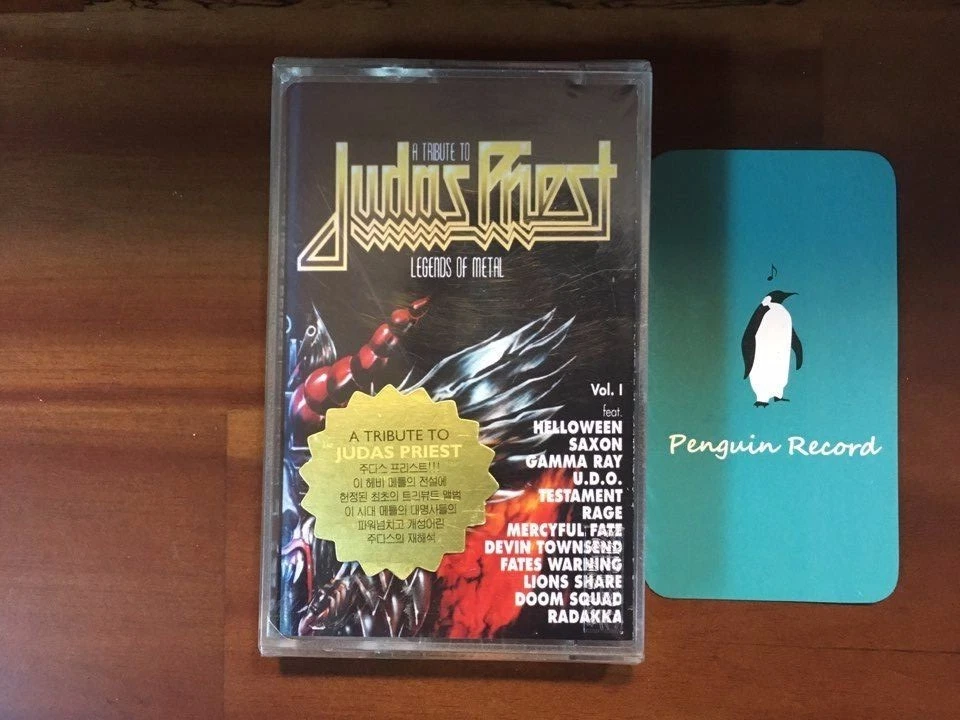 A TRIBUTE TO
Judas Priest
LEGENDS OF METAL
Vol. I
feat.
HELLOWEEN
SAXON
GAMMA RAY
U.D.O.
TESTAMENT
RAGE
MERCYFUL FATE
DEVIN TOWNSEND
FATES WARNING
LIONS SHARE
DOOM SQUAD
RADAKKA
A TRIBUTE TO
JUDAS PRIEST
주다스 프리스트!!!
이 헤비 메틀의 전설에
헌정된 최초의 트리뷰트 앨범
이 시대 메틀의 대명사들의
파워넘치고 개성어린
주다스의 재해석
Penguin Record